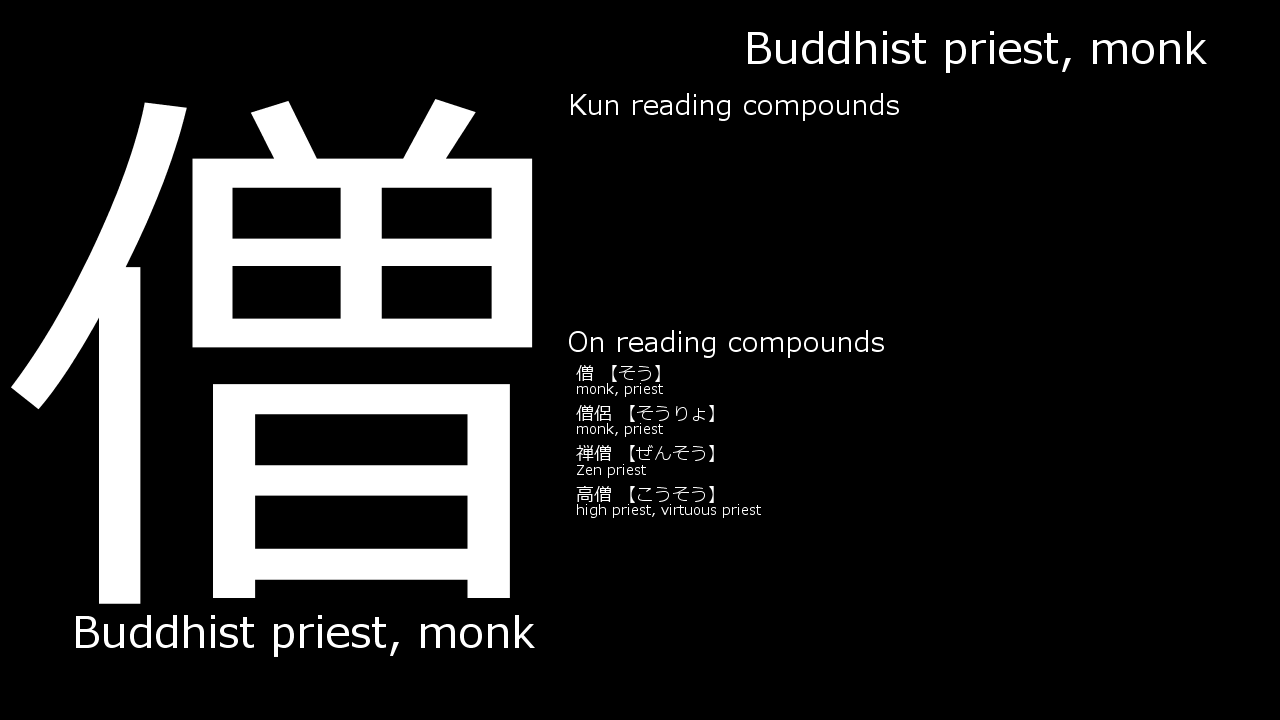 僧
Buddhist priest, monk
Buddhist priest, monk
Kun reading compounds
On reading compounds
僧 【そう】
monk, priest
僧侶 【そうりょ】
monk, priest
禅僧 【ぜんそう】
Zen priest
高僧 【こうそう】
high priest, virtuous priest